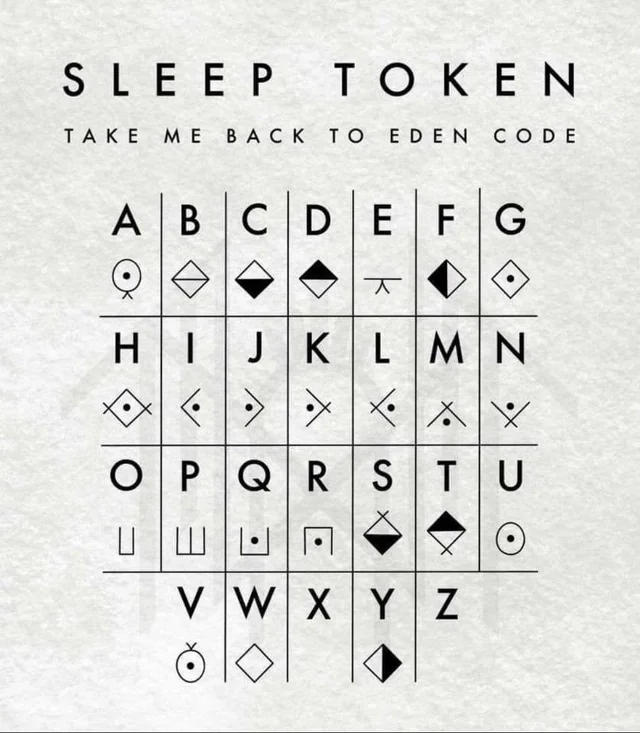 SLEEP TOKEN
TAKE ME BACK TO EDEN CODE
A B C D E F G
H I J K L M N
O P Q R S T U
V W X Y Z